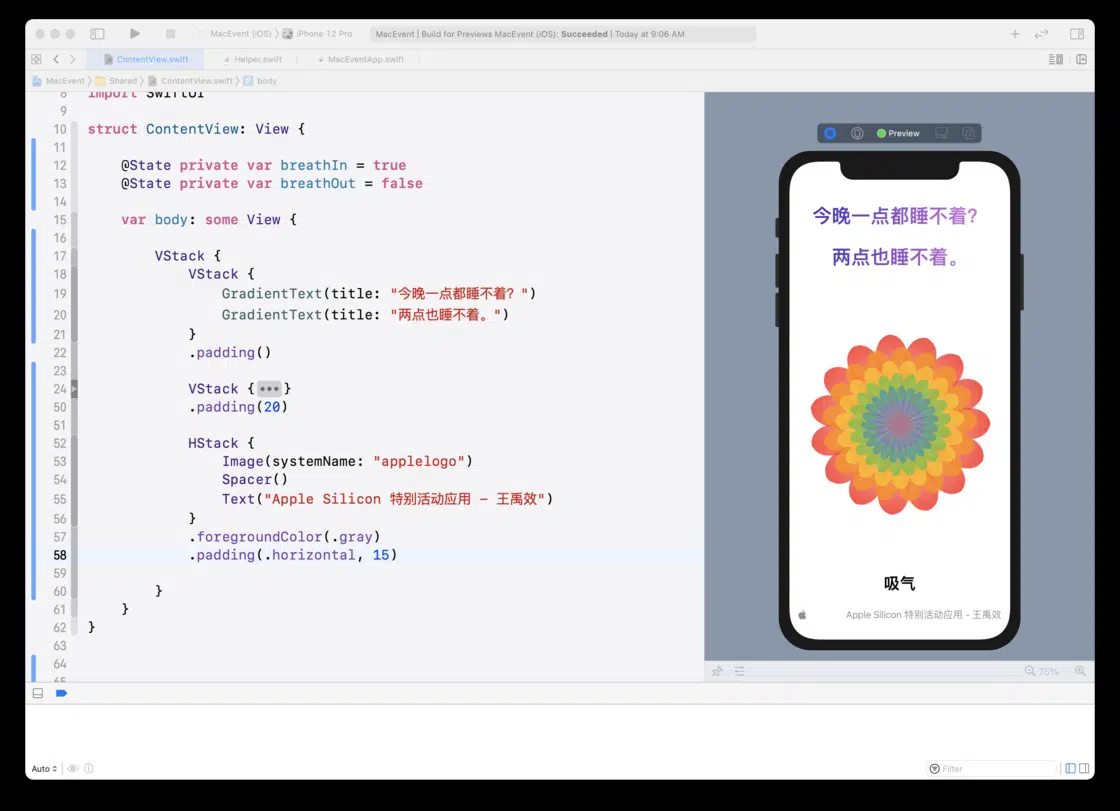 MacEvent (iOS) 〉 iPhone 12 Pro
MacEvent | Build for Previews MacEvent (iOS): Succeeded | Today at 9:06 AM
ContentView.swift
Helper.swift
MacEventApp.swift
MacEvent 〉 Shared 〉 ContentView.swift 〉 body
8 import SwiftUI
9
10 struct ContentView: View {
11
12 @State private var breathIn = true
13 @State private var breathOut = false
14
15 var body: some View {
16
17 VStack {
18 VStack {
19 GradientText(title: "今晚一点都睡不着？")
20 GradientText(title: "两点也睡不着。")
21 }
22 .padding()
23
24 VStack {•••}
50 .padding(20)
51
52 HStack {
53 Image(systemName: "applelogo")
54 Spacer()
55 Text("Apple Silicon 特别活动应用 - 王禹效")
56 }
57 .foregroundColor(.gray)
58 .padding(.horizontal, 15)
59
60 }
61 }
62 }
63
64
65
Preview
今晚一点都睡不着？
两点也睡不着。
吸气
Apple Silicon 特别活动应用 - 王禹效
75%
Auto
Filter